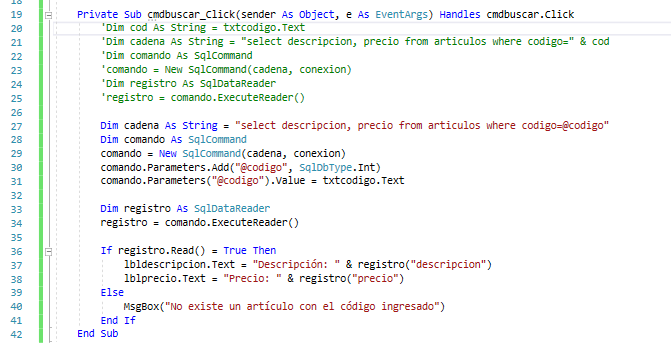 19 Private Sub cmdbuscar_Click(sender As Object, e As EventArgs) Handles cmdbuscar.Click
20 'Dim cod As String = txtcodigo.Text
21 'Dim cadena As String = "select descripcion, precio from articulos where codigo=" & cod
22 'Dim comando As SqlCommand
23 'comando = New SqlCommand(cadena, conexion)
24 'Dim registro As SqlDataReader
25 'registro = comando.ExecuteReader()
26
27 Dim cadena As String = "select descripcion, precio from articulos where codigo=@codigo"
28 Dim comando As SqlCommand
29 comando = New SqlCommand(cadena, conexion)
30 comando.Parameters.Add("@codigo", SqlDbType.Int)
31 comando.Parameters("@codigo").Value = txtcodigo.Text
32
33 Dim registro As SqlDataReader
34 registro = comando.ExecuteReader()
35
36 If registro.Read() = True Then
37 lbldescripcion.Text = "Descripción: " & registro("descripcion")
38 lblprecio.Text = "Precio: " & registro("precio")
39 Else
40 MsgBox("No existe un artículo con el código ingresado")
41 End If
42 End Sub